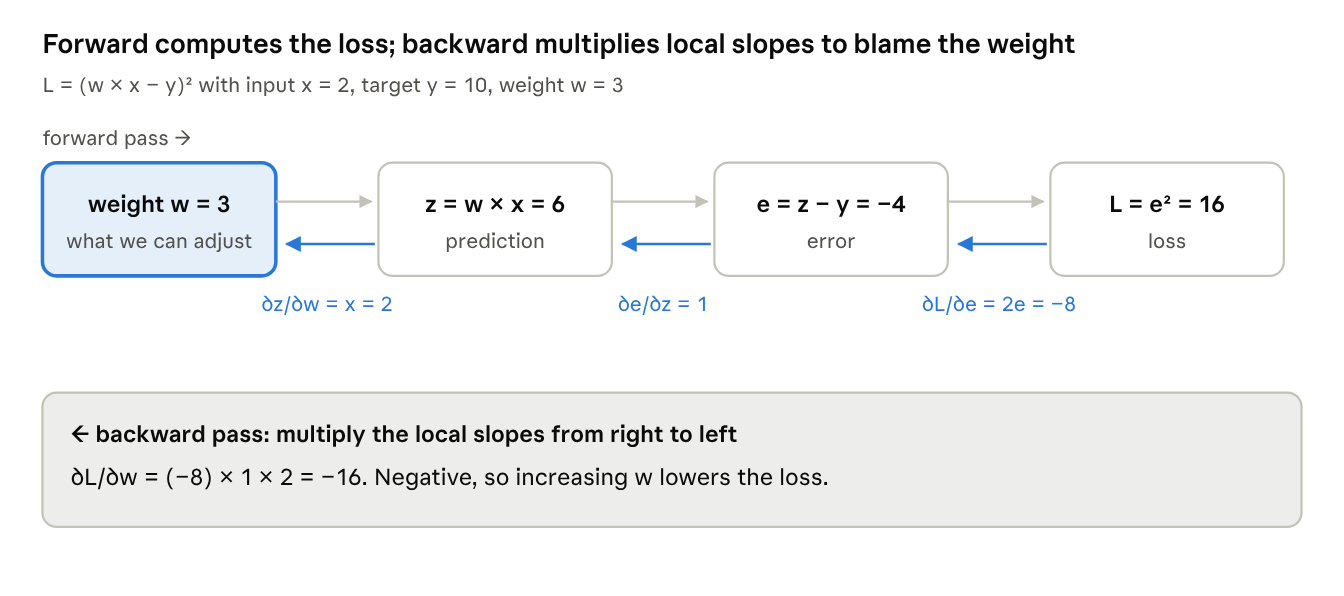 Forward computes the loss; backward multiplies local slopes to blame the weight
L = (w × x − y)² with input x = 2, target y = 10, weight w = 3
forward pass →
weight w = 3
what we can adjust
z = w × x = 6
prediction
e = z − y = −4
error
L = e² = 16
loss
∂z/∂w = x = 2
∂e/∂z = 1
∂L/∂e = 2e = −8
← backward pass: multiply the local slopes from right to left
∂L/∂w = (−8) × 1 × 2 = −16. Negative, so increasing w lowers the loss.